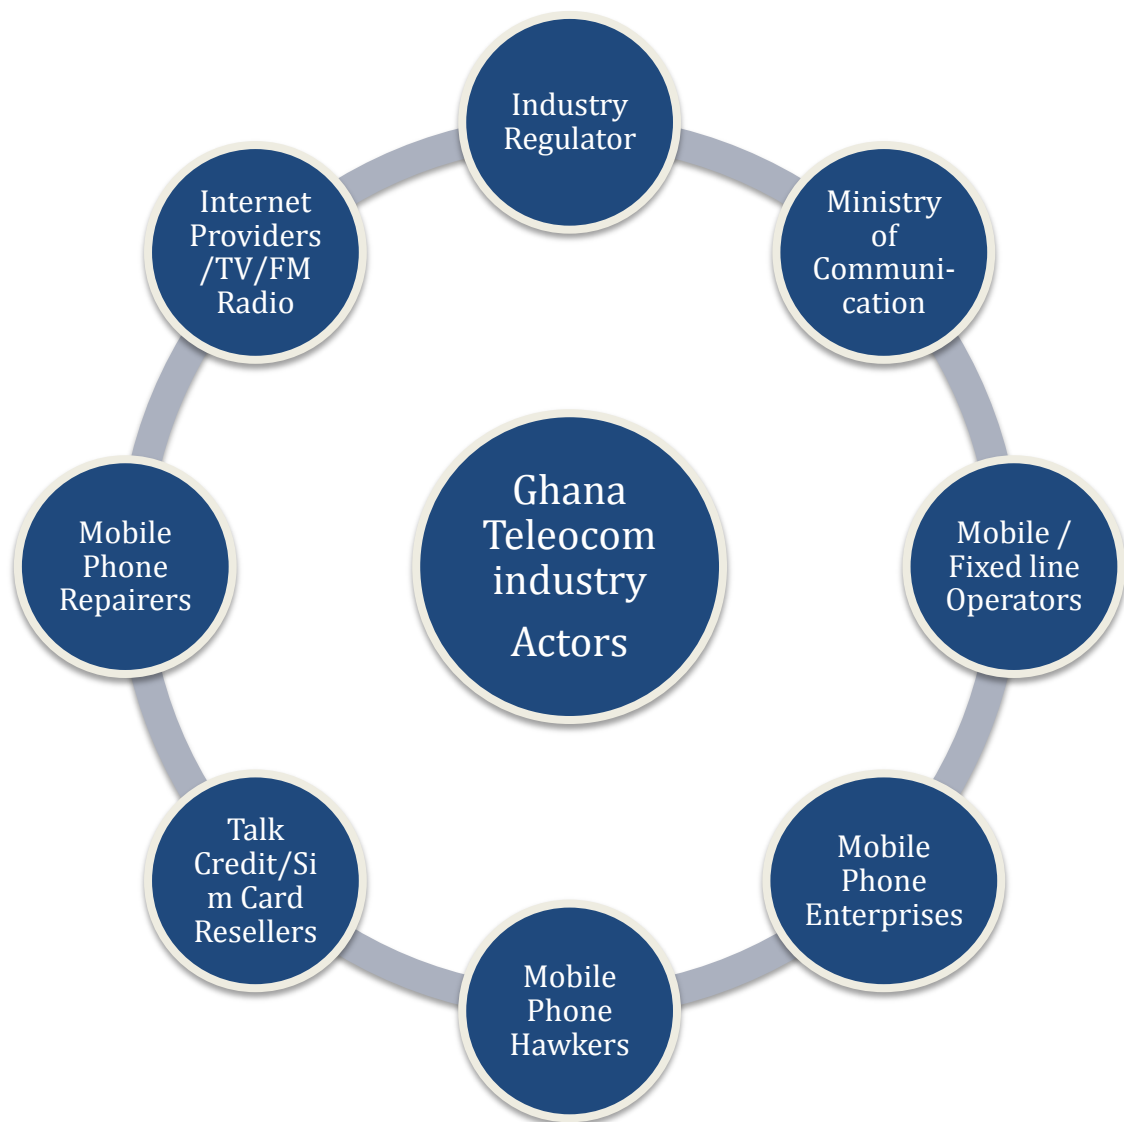 Industry
Regulator
Ministry
of
Communi-
cation
Mobile /
Fixed line
Operators
Mobile
Phone
Enterprises
Mobile
Phone
Hawkers
Talk
Credit/Si
m Card
Resellers
Mobile
Phone
Repairers
Internet
Providers
/TV/FM
Radio
Ghana
Teleocom
industry
Actors